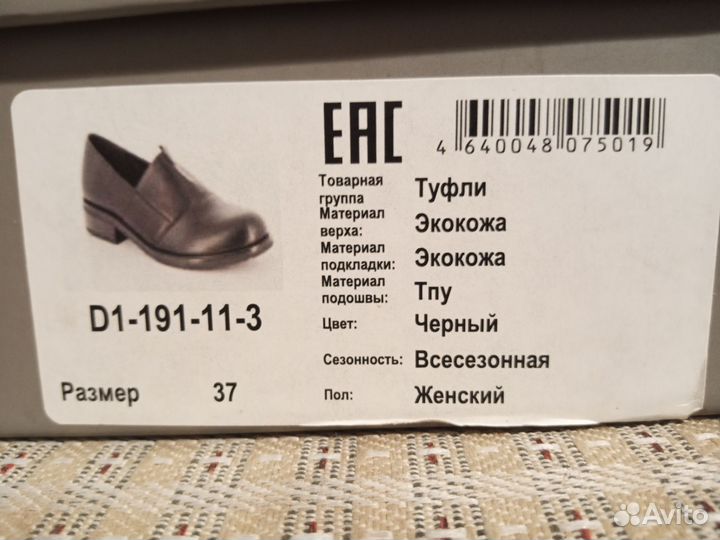 EAC
4 640048 075019
Товарная группа Туфли
Материал верха: Экокожа
Материал подкладки: Экокожа
Материал подошвы: Тпу
Цвет: Черный
Сезонность: Всесезонная
Пол: Женский
D1-191-11-3
Размер 37
Avito